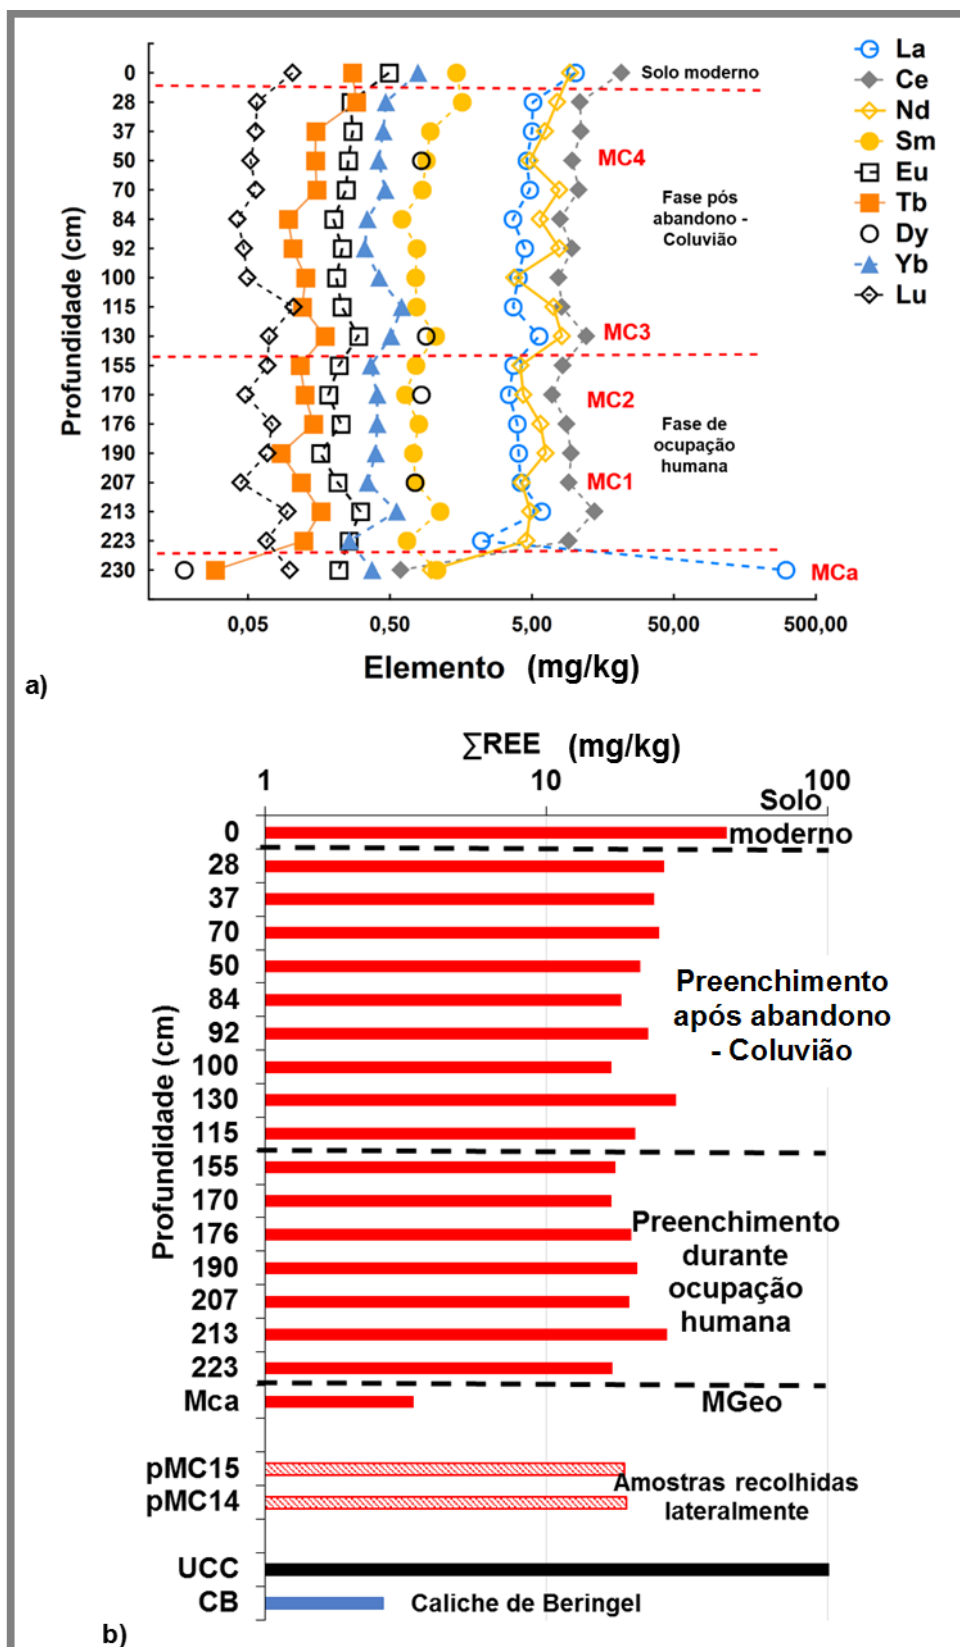 0
28
37
50
70
84
92
100
115
130
155
170
176
190
207
213
223
230
Profundidade (cm)
Solo moderno
MC4
Fase pós
abandono -
Coluvião
MC3
MC2
Fase de
ocupação
humana
MC1
MCa
La
Ce
Nd
Sm
Eu
Tb
Dy
Yb
Lu
0,05 0,50 5,00 50,00 500,00
Elemento (mg/kg)
a)
∑REE (mg/kg)
1 10 100
Solo
moderno
0
28
37
70
50
84
92
100
130
115
155
170
176
190
207
213
223
Mca
pMC15
pMC14
UCC
CB
Profundidade (cm)
Preenchimento
após abandono
- Coluvião
Preenchimento
durante
ocupação
humana
MGeo
Amostras recolhidas
lateralmente
Caliche de Beringel
b)